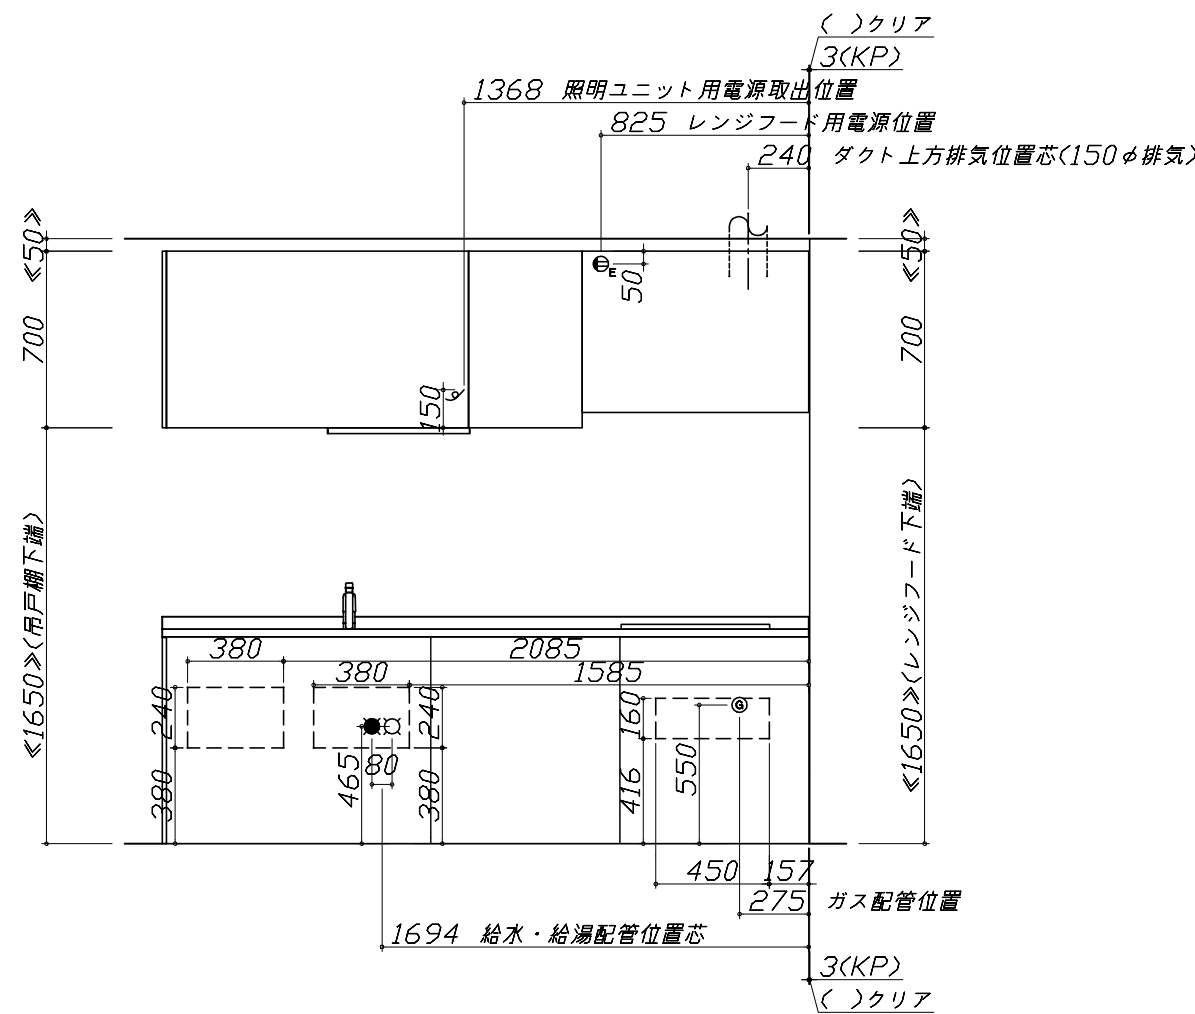 ( )クリア
3(KP)
1368 照明ユニット用電源取出位置
825 レンジフード用電源位置
240 ダクト上方排気位置芯(150φ排気)
≪50≫
≪50≫
E
50
700
700
150
≪1650≫(吊戸棚下端)
≪1650≫(レンジフード下端)
380
2085
380
1585
240
240
160
G
465
80
550
380
380
416
450
157
275 ガス配管位置
1694 給水・給湯配管位置芯
3(KP)
( )クリア